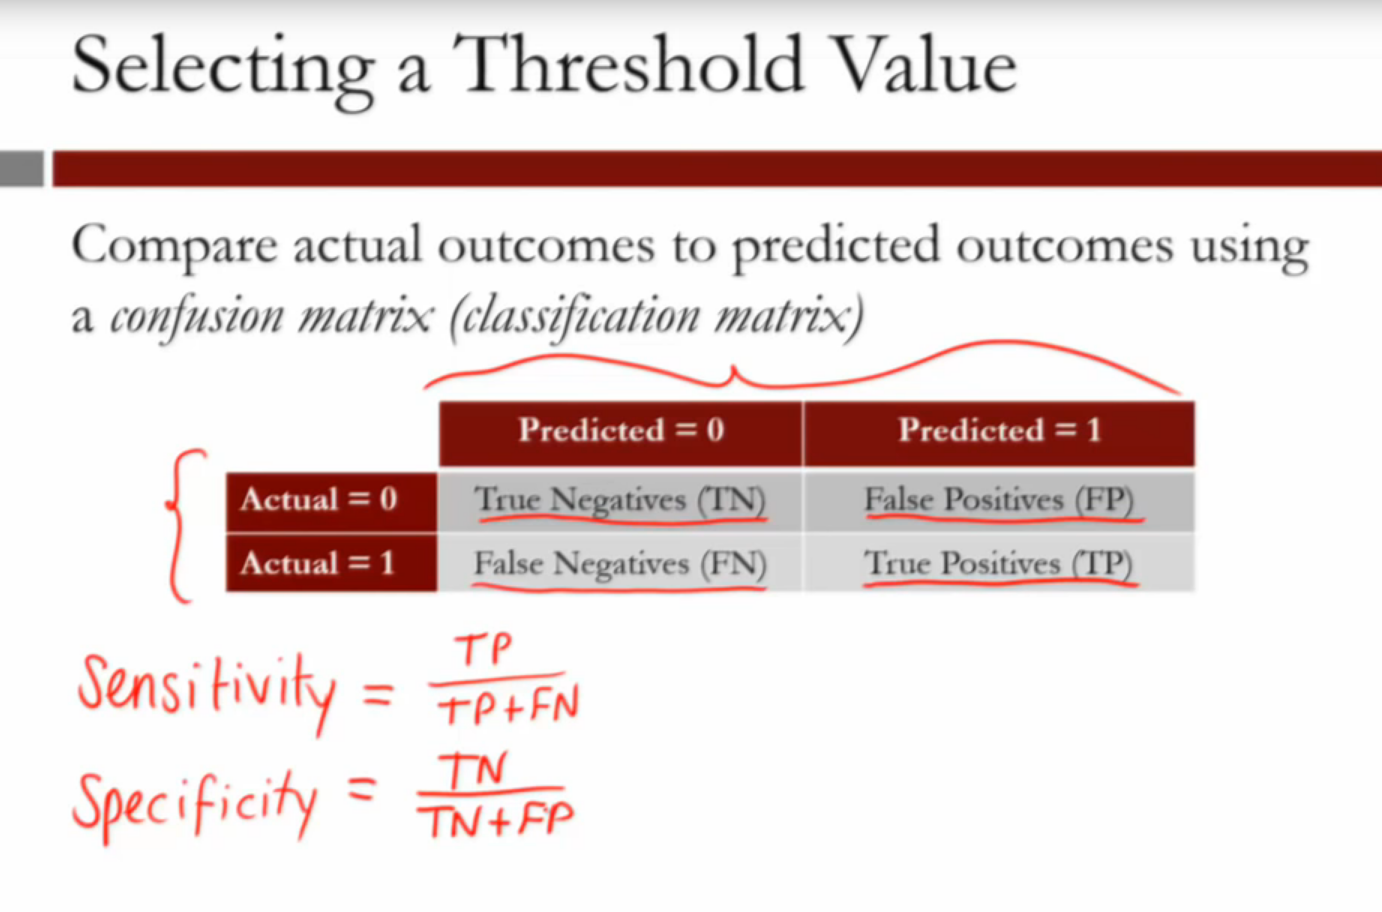 Selecting a Threshold Value
Compare actual outcomes to predicted outcomes using
a confusion matrix (classification matrix)
Predicted = 0 Predicted = 1
Actual = 0 True Negatives (TN) False Positives (FP)
Actual = 1 False Negatives (FN) True Positives (TP)
Sensitivity = TP / TP+FN
Specificity = TN / TN+FP